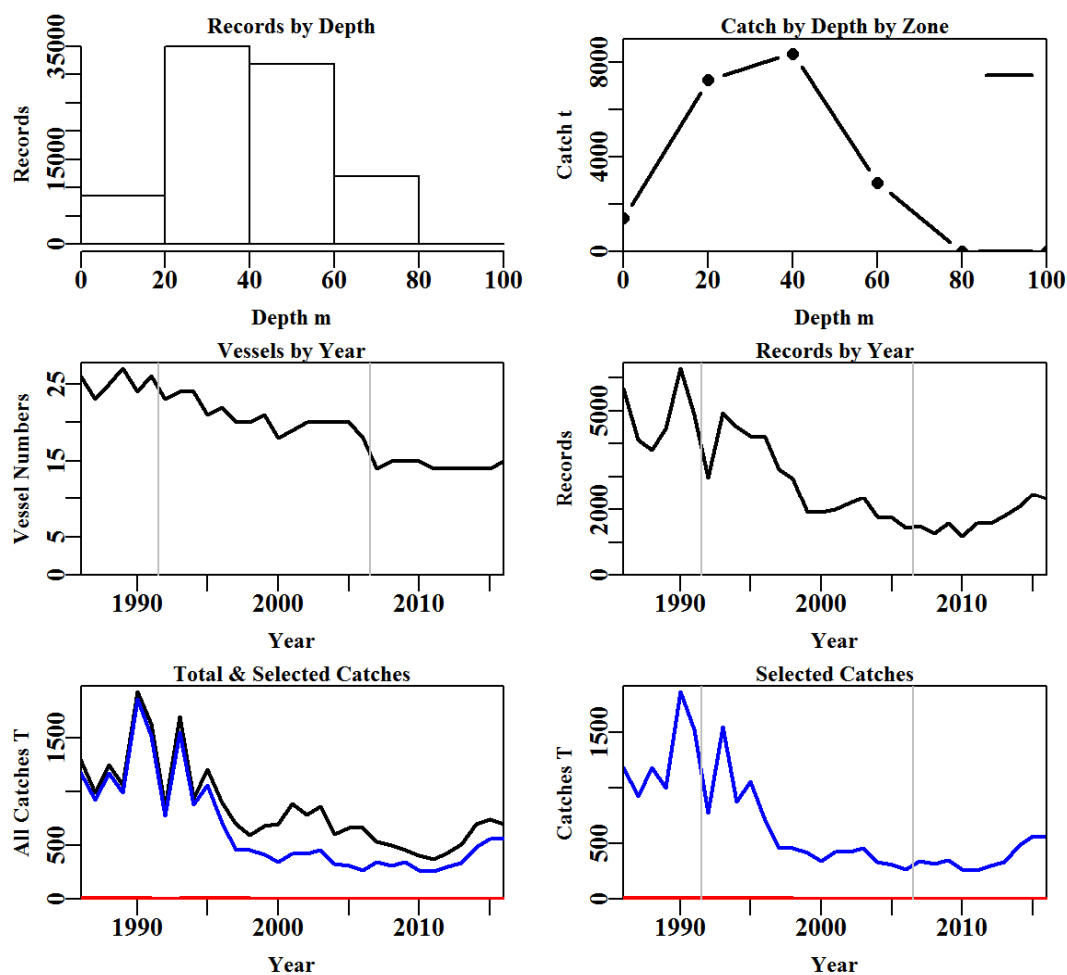 Records by Depth
Records
0 15000 35000
0 20 40 60 80 100
Depth m
Catch by Depth by Zone
Catch t
0 4000 8000
0 20 40 60 80 100
Depth m
Vessels by Year
Vessel Numbers
0 5 15 25
1990 2000 2010
Year
Records by Year
Records
0 2000 5000
1990 2000 2010
Year
Total & Selected Catches
All Catches T
0 500 1500
1990 2000 2010
Year
Selected Catches
Catches T
0 500 1500
1990 2000 2010
Year